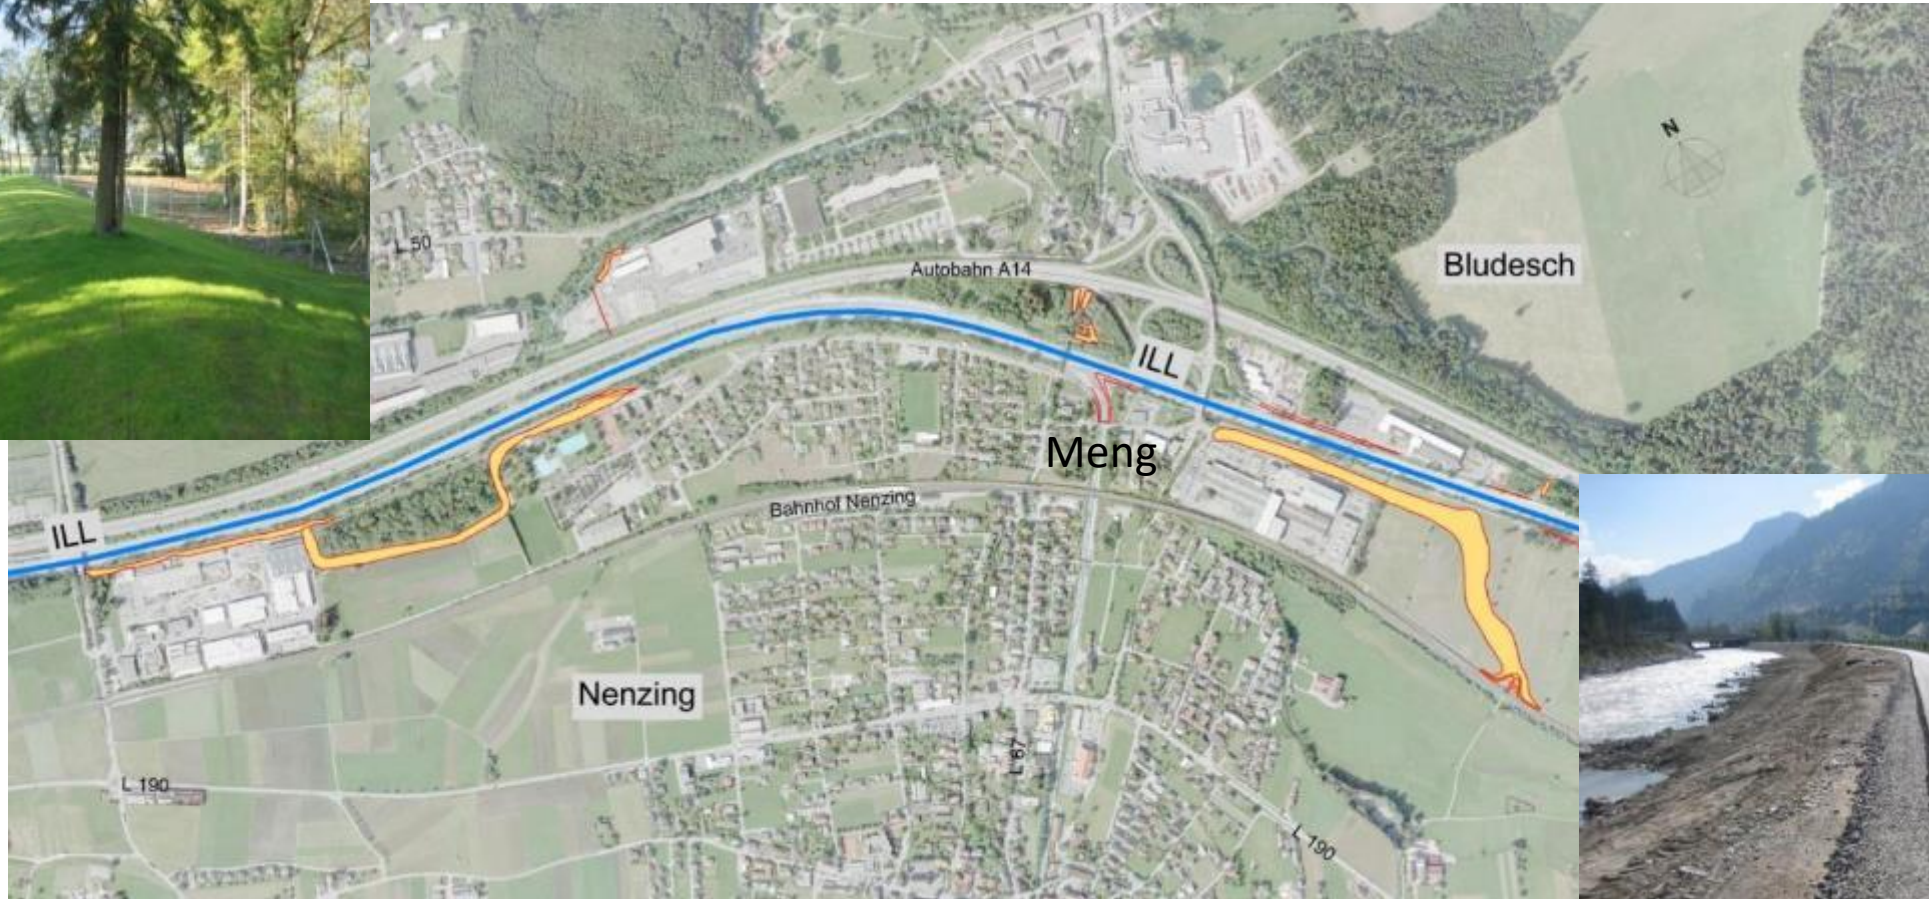 N
L 50
Bludesch
Autobahn A14
ILL
Meng
Bahnhof Nenzing
ILL
Nenzing
L 67
L 190
L 190